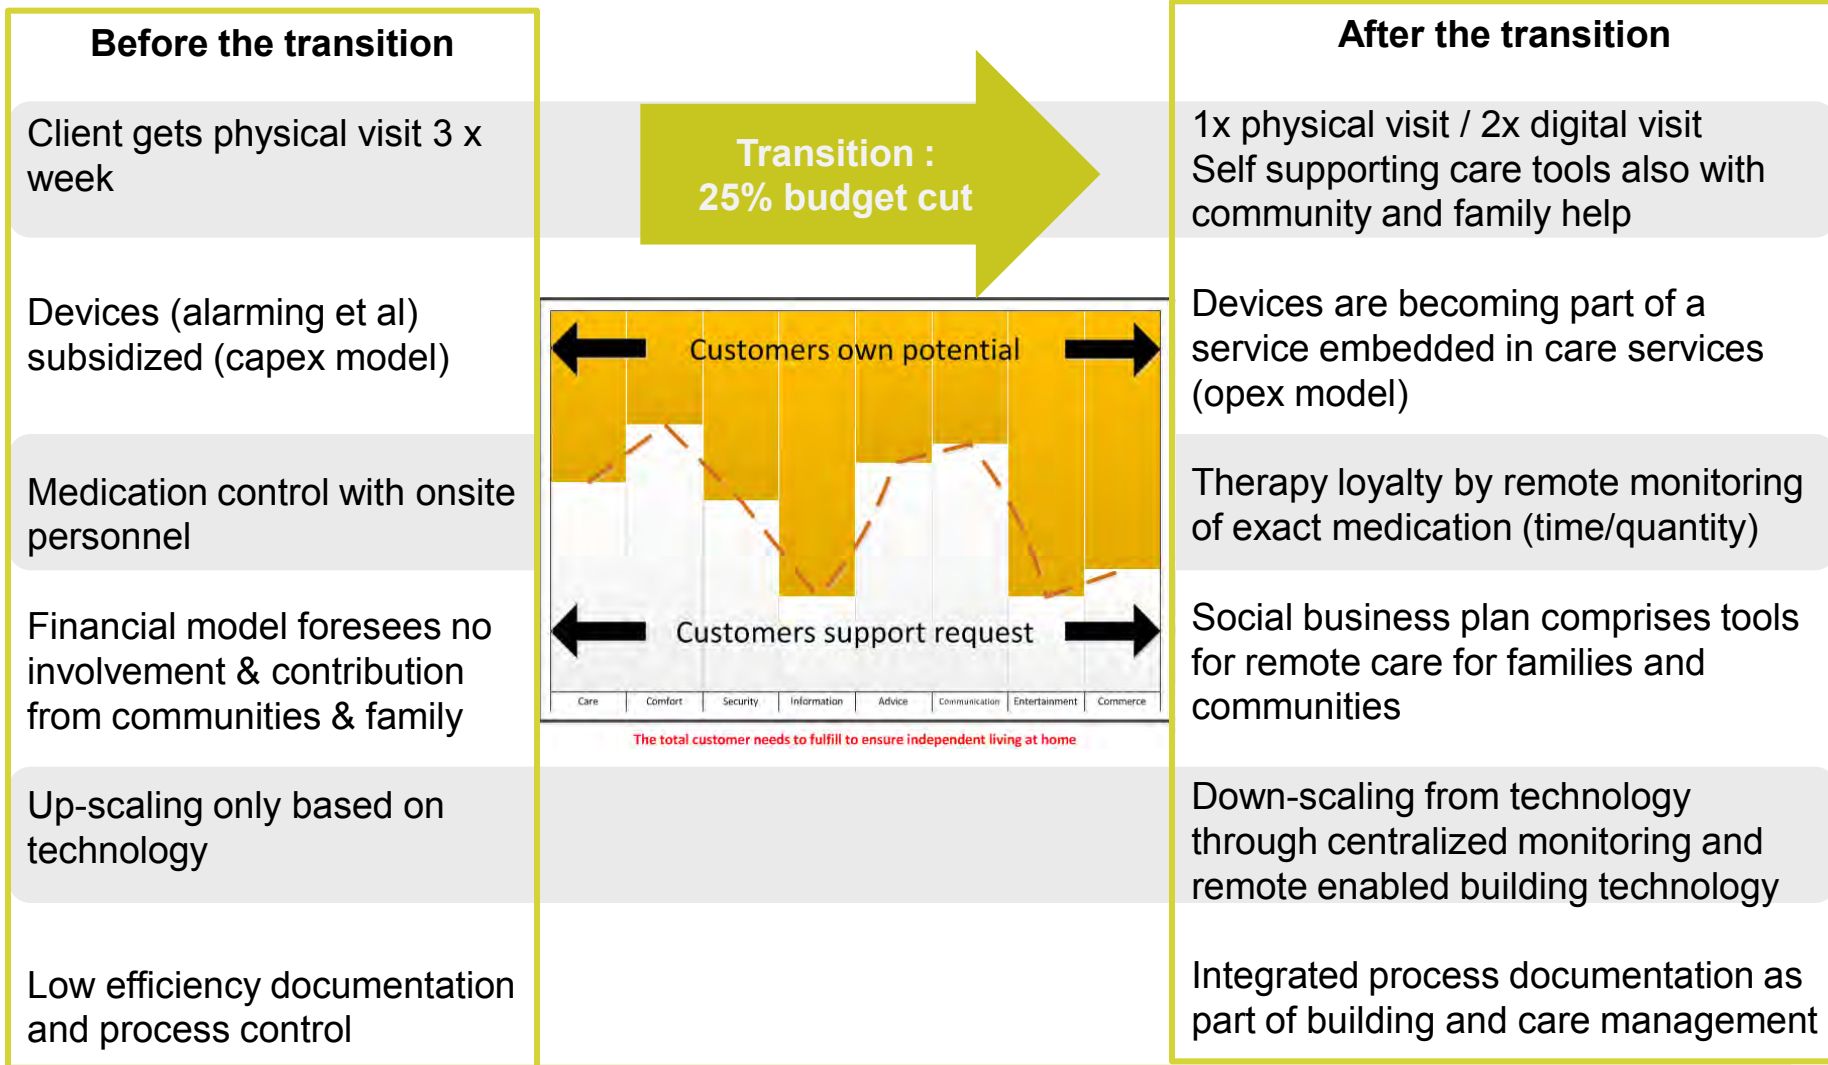 Before the transition
Client gets physical visit 3 x
week
Devices (alarming et al)
subsidized (capex model)
Medication control with onsite
personnel
Financial model foresees no
involvement & contribution
from communities & family
Up-scaling only based on
technology
Low efficiency documentation
and process control
Transition :
25% budget cut
Customers own potential
Customers support request
Care
Comfort
Security
Information
Advice
Communication
Entertainment
Commerce
The total customer needs to fulfill to ensure independent living at home
After the transition
1x physical visit / 2x digital visit
Self supporting care tools also with
community and family help
Devices are becoming part of a
service embedded in care services
(opex model)
Therapy loyalty by remote monitoring
of exact medication (time/quantity)
Social business plan comprises tools
for remote care for families and
communities
Down-scaling from technology
through centralized monitoring and
remote enabled building technology
Integrated process documentation as
part of building and care management